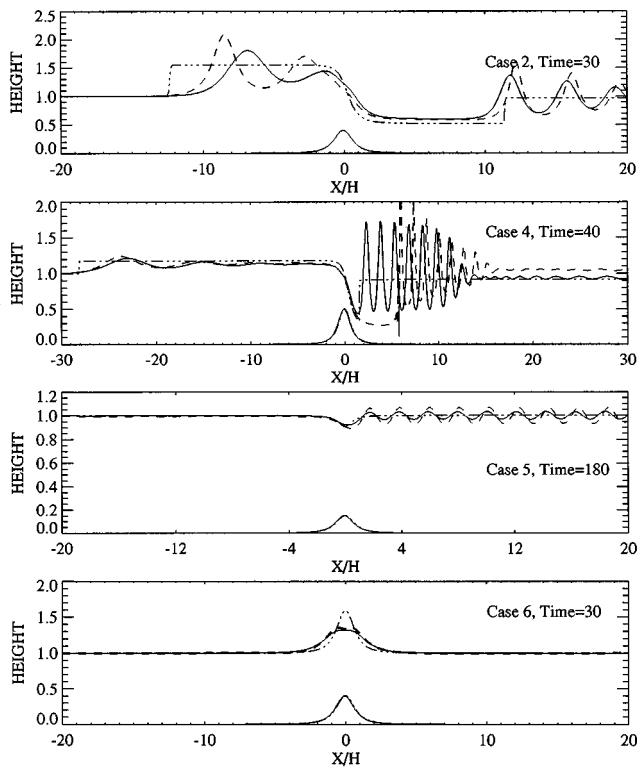 2.5
2.0
1.5
1.0
0.5
0.0
HEIGHT
Case 2, Time=30
-20 -10 0 10 20
X/H
2.0
1.5
1.0
0.5
0.0
HEIGHT
Case 4, Time=40
-30 -20 -10 0 10 20 30
X/H
1.2
1.0
0.8
0.6
0.4
0.2
0.0
HEIGHT
Case 5, Time=180
-20 -12 -4 4 12 20
X/H
2.0
1.5
1.0
0.5
0.0
HEIGHT
Case 6, Time=30
-20 -10 0 10 20
X/H